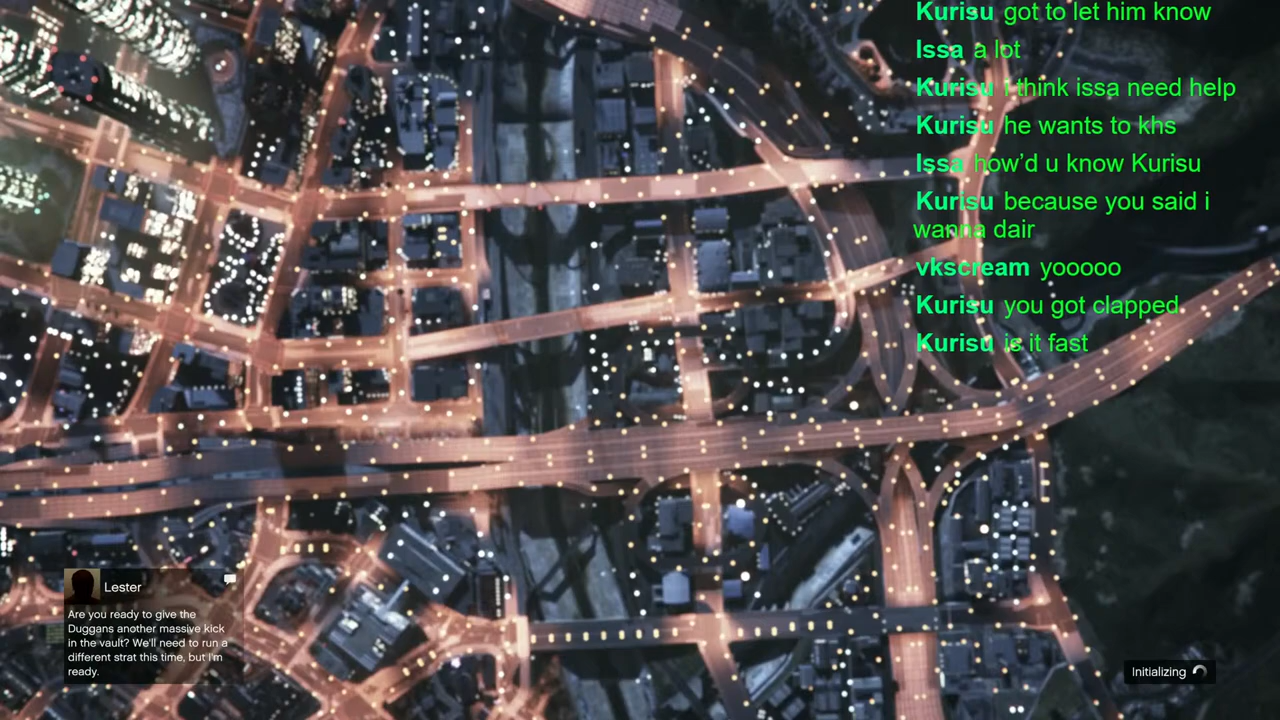 Kurisu got to let him know
Issa a lot
Kurisu i think issa need help
Kurisu he wants to khs
Issa how'd u know Kurisu
Kurisu because you said i
wanna dair
vkscream yooooo
Kurisu you got clapped
Kurisu is it fast
Lester
Are you ready to give the
Duggans another massive kick
in the vault? We'll need to run a
different strat this time, but I'm
ready.
Initializing